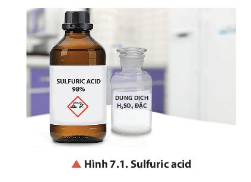 SULFURIC ACID
98%
DUNG DỊCH
H₂SO₄ ĐẶC
▲ Hình 7.1. Sulfuric acid